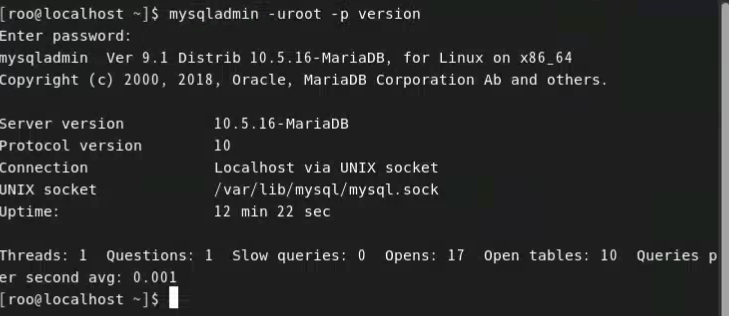 [roo@localhost ~]$ mysqladmin -uroot -p version
Enter password:
mysqladmin  Ver 9.1 Distrib 10.5.16-MariaDB, for Linux on x86_64
Copyright (c) 2000, 2018, Oracle, MariaDB Corporation Ab and others.

Server version          10.5.16-MariaDB
Protocol version        10
Connection              Localhost via UNIX socket
UNIX socket             /var/lib/mysql/mysql.sock
Uptime:                 12 min 22 sec

Threads: 1  Questions: 1  Slow queries: 0  Opens: 17  Open tables: 10  Queries p
er second avg: 0.001
[roo@localhost ~]$